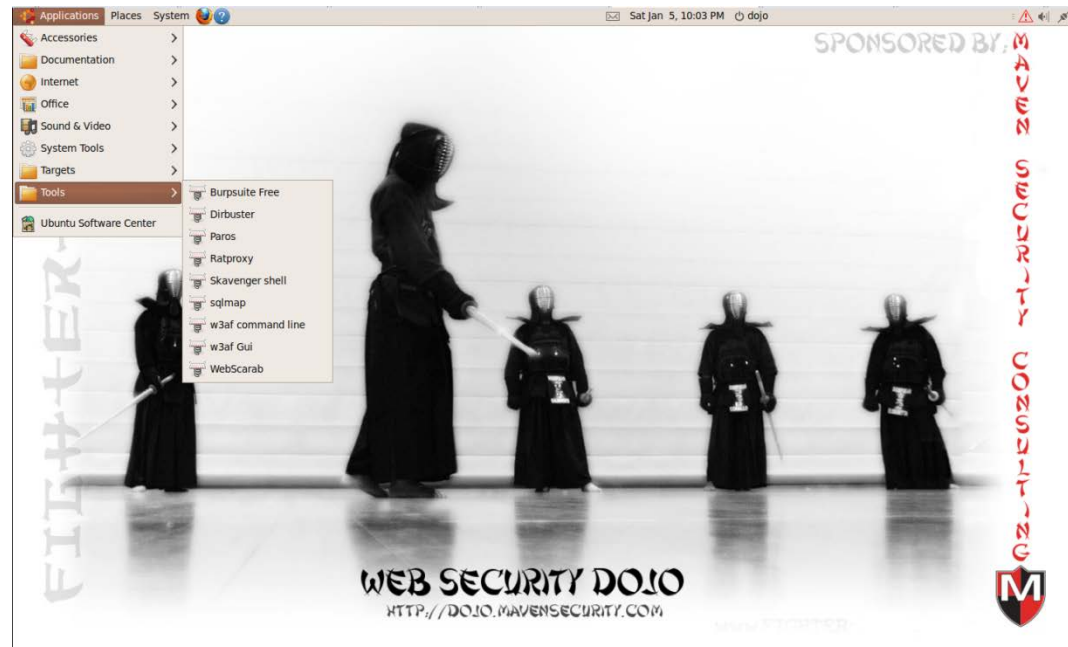 Applications Places System
Sat Jan 5, 10:03 PM dojo
Accessories
Documentation
Internet
Office
Sound & Video
System Tools
Targets
Tools
Ubuntu Software Center
Burpsuite Free
Dirbuster
Paros
Ratproxy
Skavenger shell
sqlmap
w3af command line
w3af Gui
WebScarab
SPONSORED BY:
MAVEN SECURITY CONSULTING
FIGHTER
WEB SECURITY DOJO
HTTP://DOJO.MAVENSECURITY.COM
M